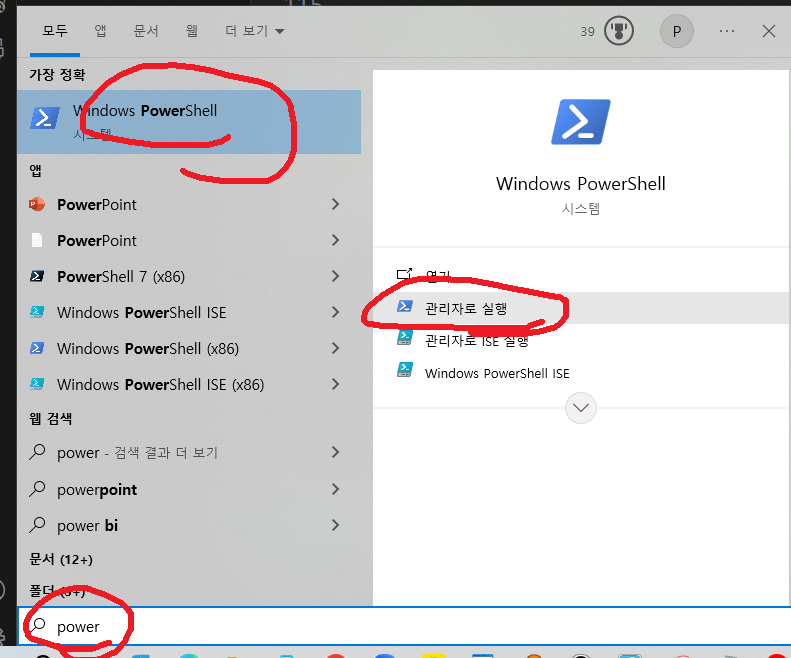 모두 앱 문서 웹 더 보기 39 P
가장 정확
Windows PowerShell
시스템
앱
PowerPoint
PowerPoint
PowerShell 7 (x86)
Windows PowerShell ISE
Windows PowerShell (x86)
Windows PowerShell ISE (x86)
웹 검색
power - 검색 결과 더 보기
powerpoint
power bi
문서 (12+)
폴더 (3+)
power
Windows PowerShell
시스템
열기
관리자로 실행
관리자로 ISE 실행
Windows PowerShell ISE